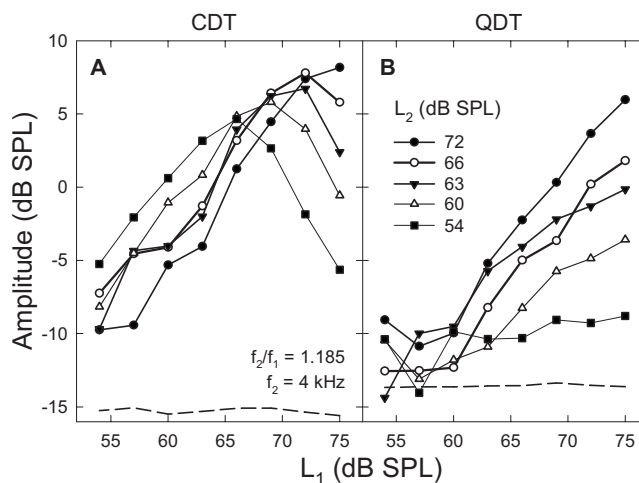 CDT
QDT
Amplitude (dB SPL)
10
5
0
-5
-10
-15
A
f₂/f₁ = 1.185
f₂ = 4 kHz
55 60 65 70 75
B
L₂ (dB SPL)
72
66
63
60
54
55 60 65 70 75
L₁ (dB SPL)